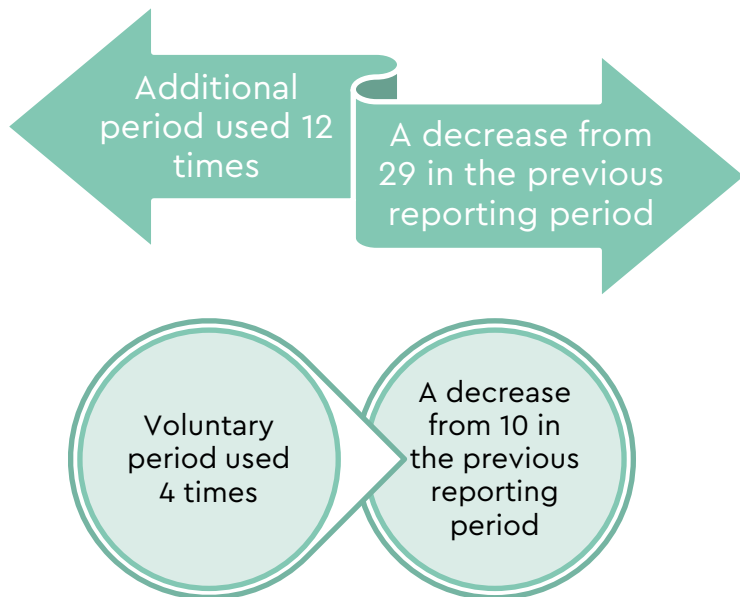 Additional
period used 12
times
A decrease from
29 in the previous
reporting period
Voluntary
period used
4 times
A decrease
from 10 in
the previous
reporting
period